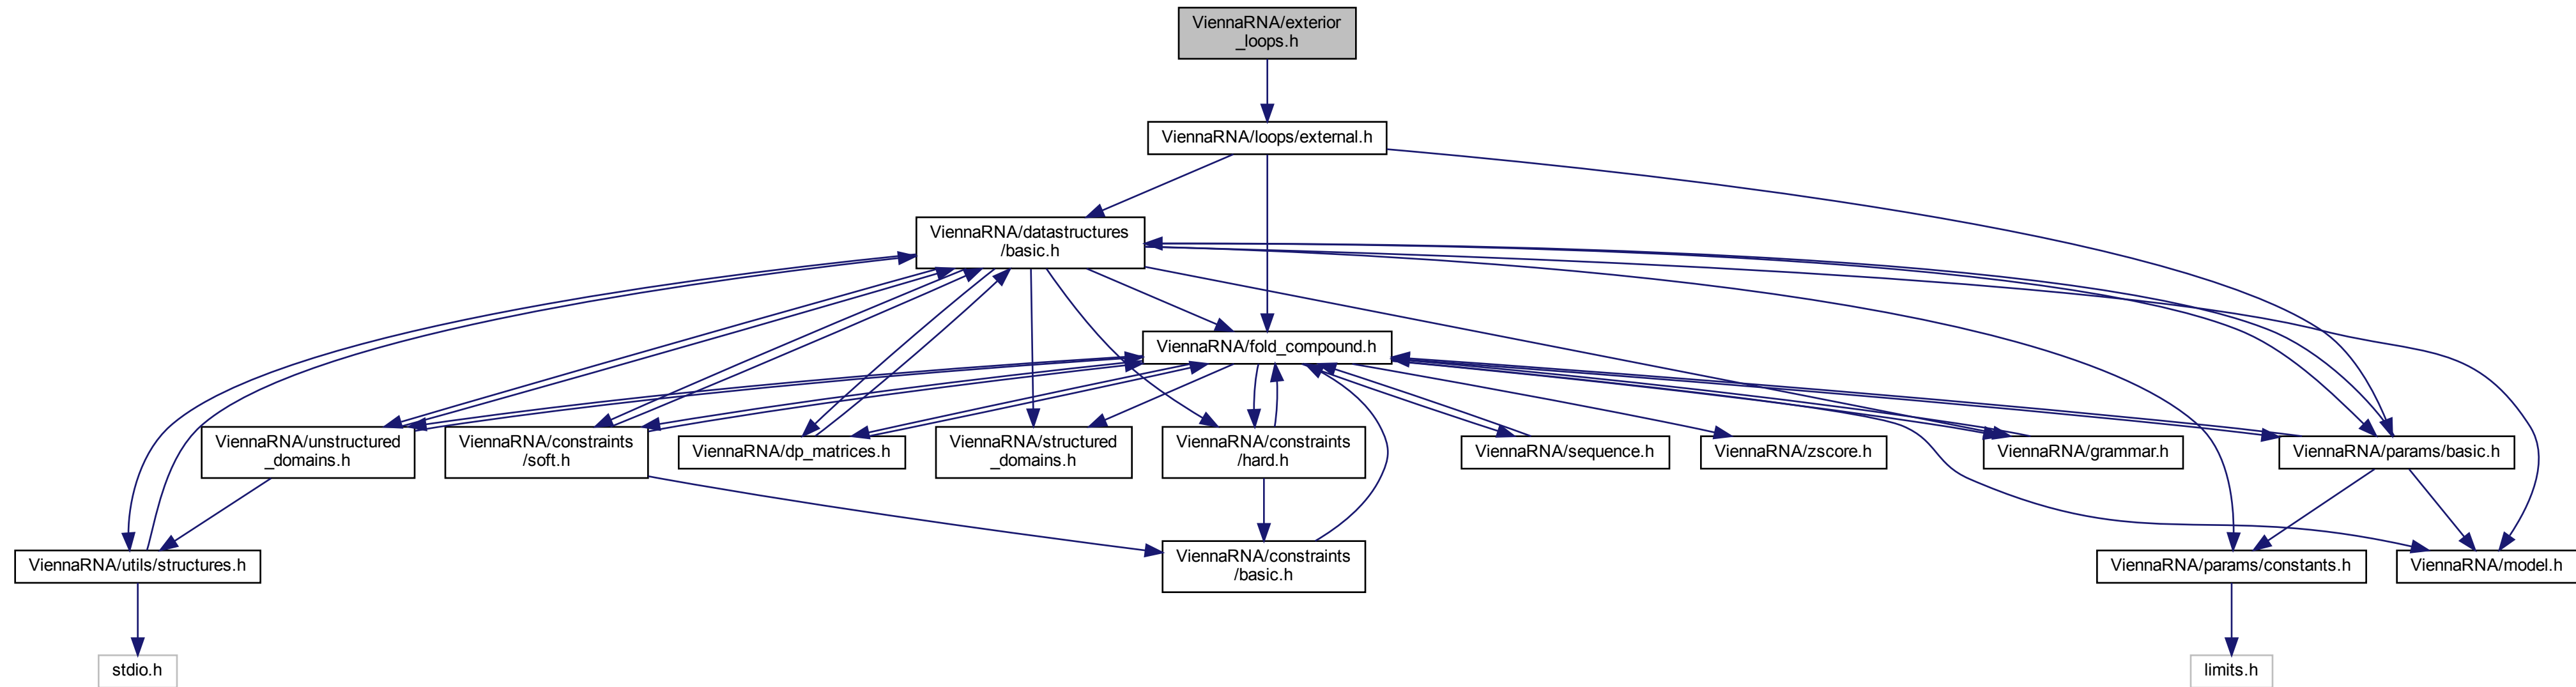 ViennaRNA/exterior
_loops.h
ViennaRNA/loops/external.h
ViennaRNA/datastructures
/basic.h
ViennaRNA/fold_compound.h
ViennaRNA/unstructured
_domains.h
ViennaRNA/constraints
/soft.h
ViennaRNA/dp_matrices.h
ViennaRNA/structured
_domains.h
ViennaRNA/constraints
/hard.h
ViennaRNA/sequence.h
ViennaRNA/zscore.h
ViennaRNA/grammar.h
ViennaRNA/params/basic.h
ViennaRNA/utils/structures.h
ViennaRNA/constraints
/basic.h
ViennaRNA/params/constants.h
ViennaRNA/model.h
stdio.h
limits.h